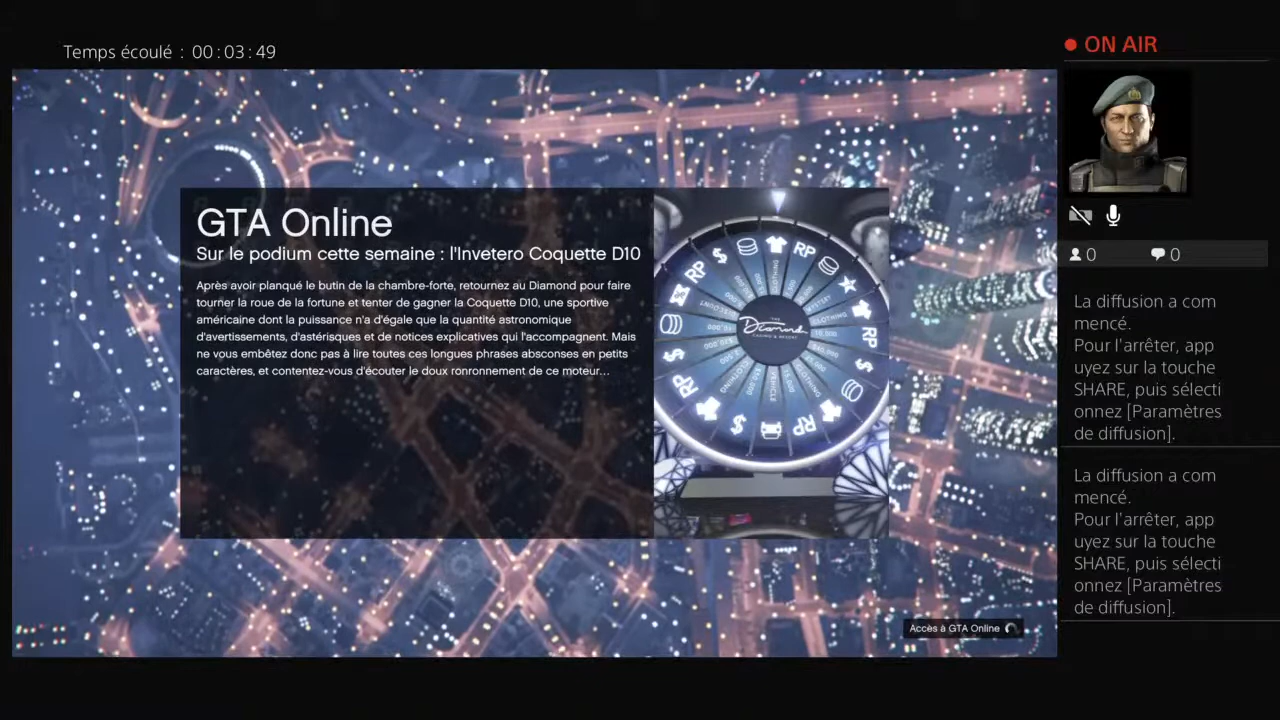 Temps écoulé : 00:03:49
ON AIR
GTA Online
Sur le podium cette semaine : l'Invetero Coquette D10
Après avoir planqué le butin de la chambre-forte, retournez au Diamond pour faire
tourner la roue de la fortune et tenter de gagner la Coquette D10, une sportive
américaine dont la puissance n'a d'égale que la quantité astronomique
d'avertissements, d'astérisques et de notices explicatives qui l'accompagnent. Mais
ne vous embêtez donc pas à lire toutes ces longues phrases absconses en petits
caractères, et contentez-vous d'écouter le doux ronronnement de ce moteur...
RP
RP
RP
RP
RP
CLOTHING
MYSTERY
CLOTHING
CLOTHING
VEHICLE
CLOTHING
DISCOUNT
THE
Diamond
CASINO & RESORT
Accès à GTA Online
0
0
La diffusion a com
mencé.
Pour l'arrêter, app
uyez sur la touche
SHARE, puis sélecti
onnez [Paramètres
de diffusion].
La diffusion a com
mencé.
Pour l'arrêter, app
uyez sur la touche
SHARE, puis sélecti
onnez [Paramètres
de diffusion].